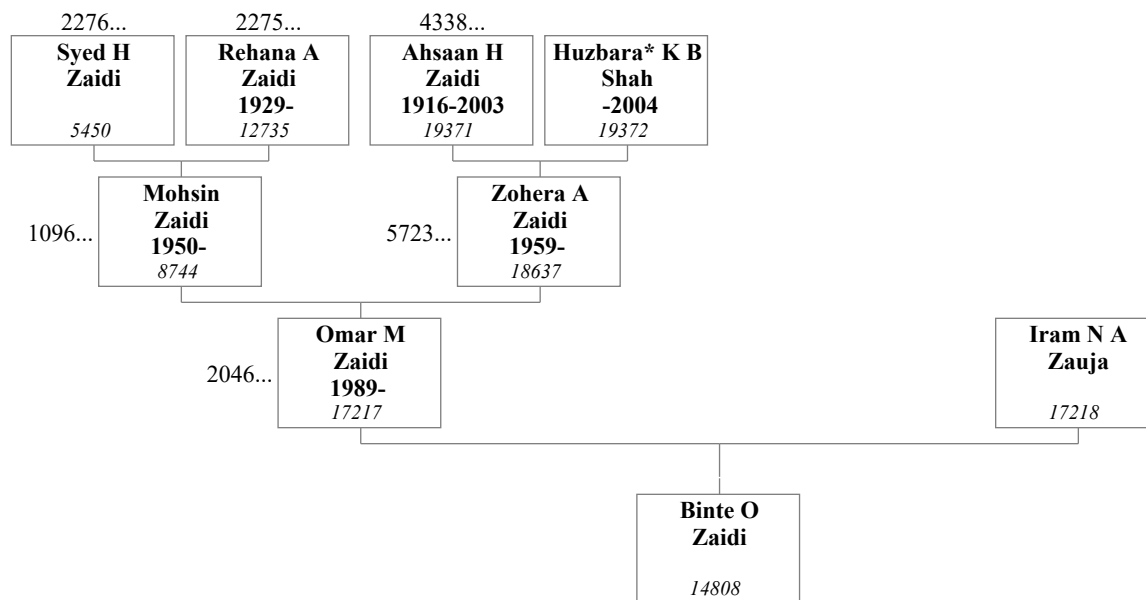 2276...
2275...
4338...
Syed H
Zaidi
5450
Rehana A
Zaidi
1929-
12735
Ahsaan H
Zaidi
1916-2003
19371
Huzbara* K B
Shah
-2004
19372
1096...
Mohsin
Zaidi
1950-
8744
5723...
Zohera A
Zaidi
1959-
18637
2046...
Omar M
Zaidi
1989-
17217
Iram N A
Zauja
17218
Binte O
Zaidi
14808